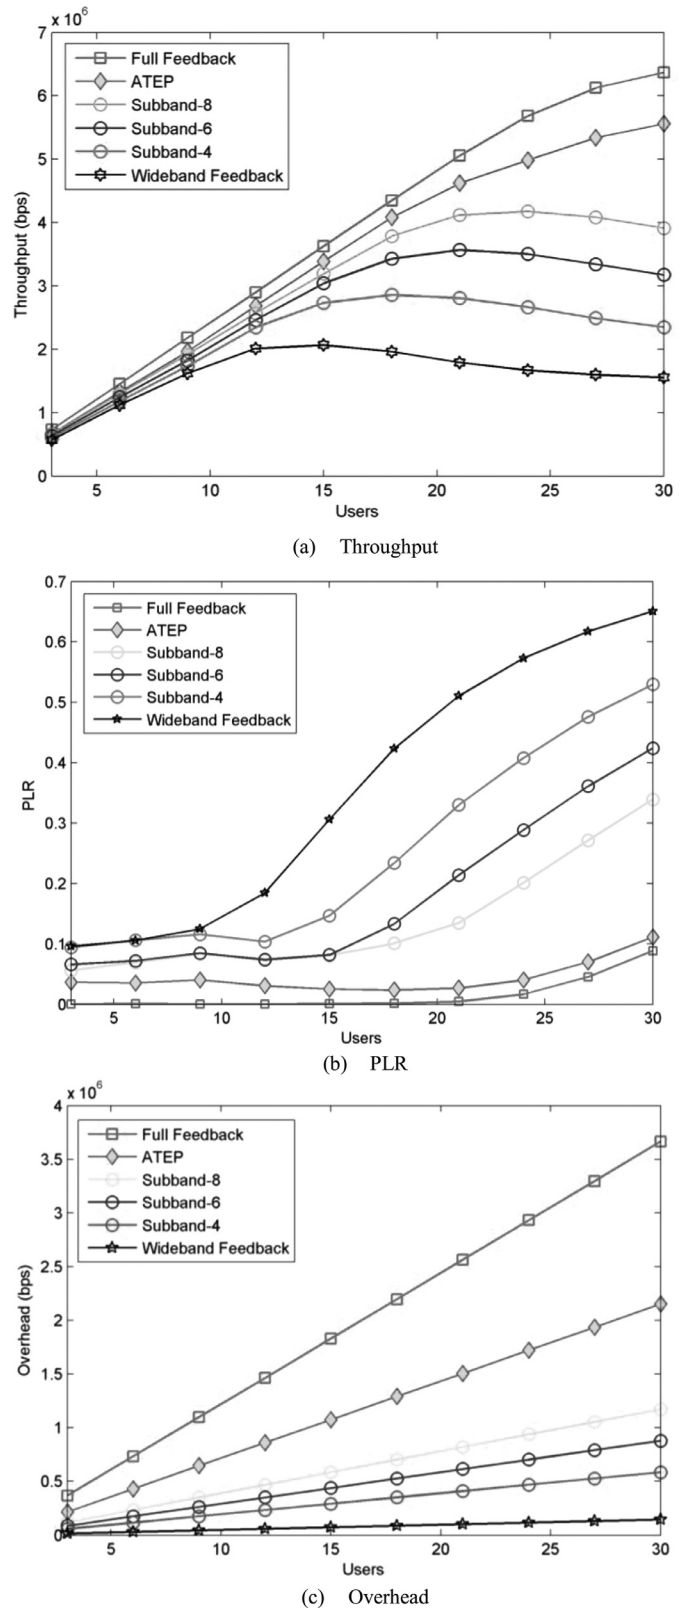 x 10⁶
7
6
5
4
3
2
1
0
Throughput (bps)
Full Feedback
ATEP
Subband-8
Subband-6
Subband-4
Wideband Feedback
5 10 15 20 25 30
Users
(a) Throughput
0.7
0.6
0.5
0.4
0.3
0.2
0.1
0
PLR
Full Feedback
ATEP
Subband-8
Subband-6
Subband-4
Wideband Feedback
5 10 15 20 25 30
Users
(b) PLR
x 10⁶
4
3.5
3
2.5
2
1.5
1
0.5
0
Overhead (bps)
Full Feedback
ATEP
Subband-8
Subband-6
Subband-4
Wideband Feedback
5 10 15 20 25 30
Users
(c) Overhead